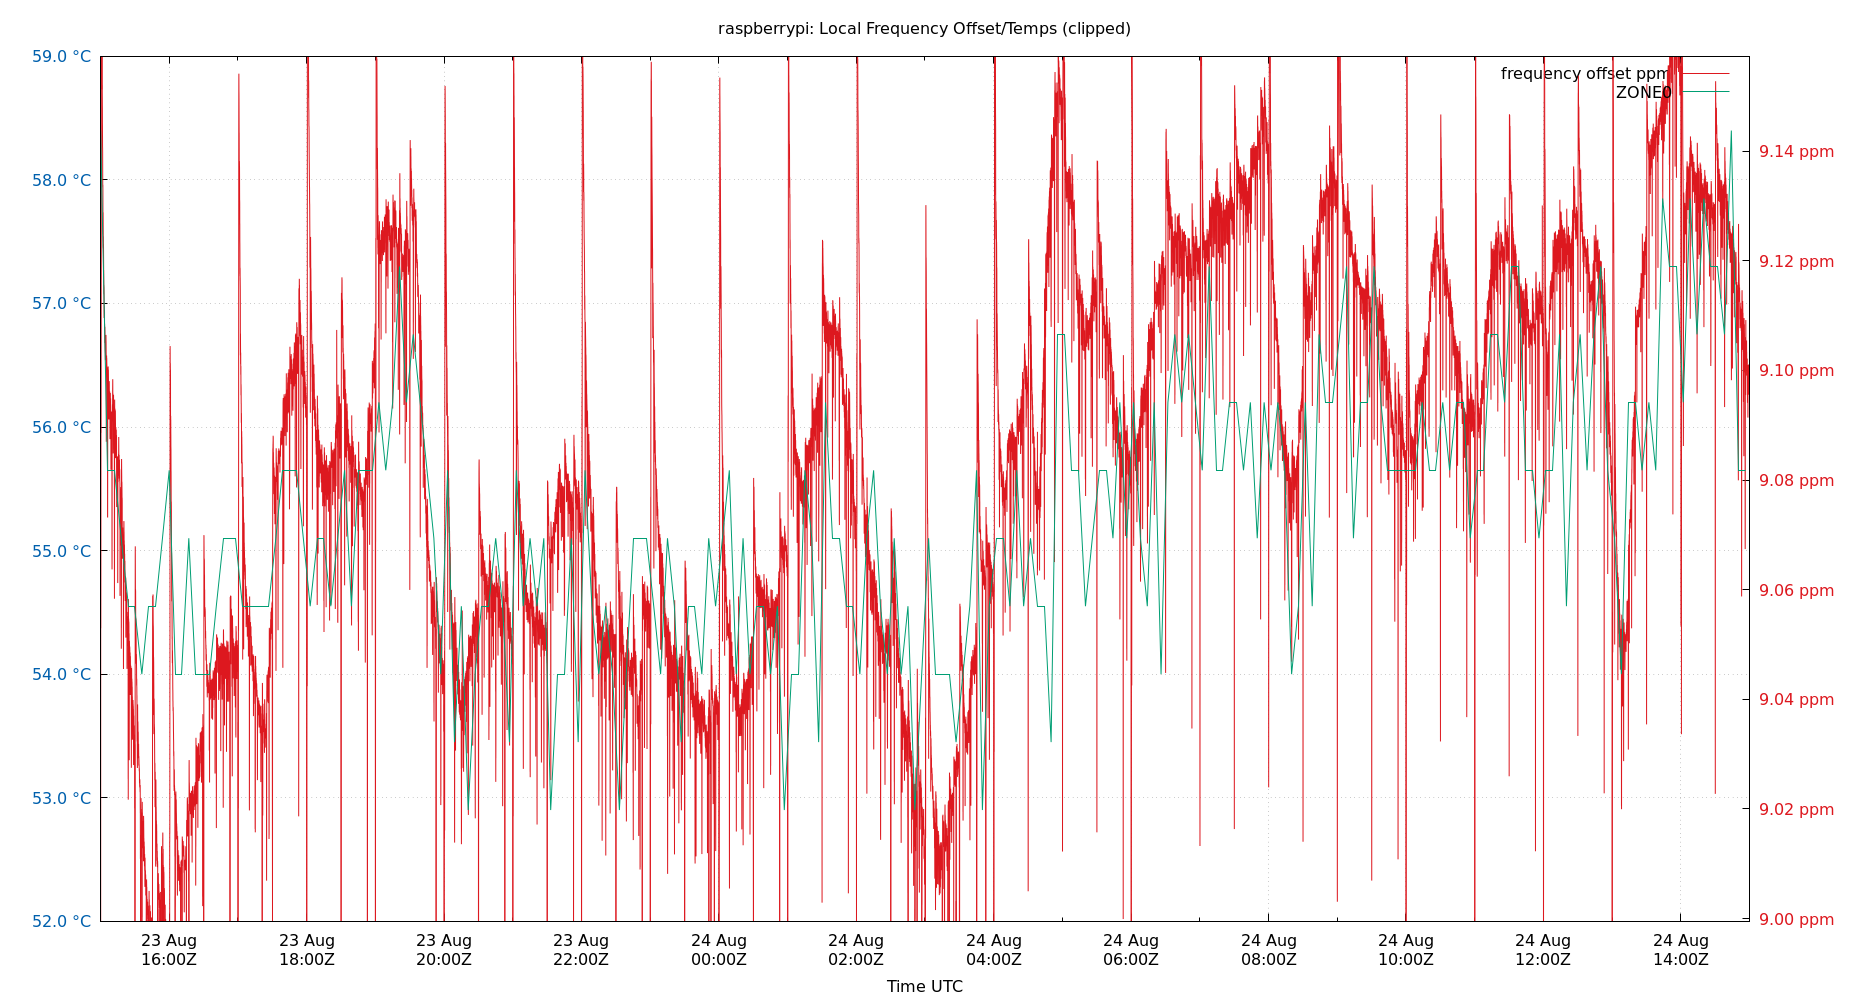 raspberrypi: Local Frequency Offset/Temps (clipped)
59.0 °C
58.0 °C
57.0 °C
56.0 °C
55.0 °C
54.0 °C
53.0 °C
52.0 °C
frequency offset ppm
ZONE0
9.14 ppm
9.12 ppm
9.10 ppm
9.08 ppm
9.06 ppm
9.04 ppm
9.02 ppm
9.00 ppm
23 Aug 23 Aug 23 Aug 23 Aug 24 Aug 24 Aug 24 Aug 24 Aug 24 Aug 24 Aug 24 Aug 24 Aug
16:00Z 18:00Z 20:00Z 22:00Z 00:00Z 02:00Z 04:00Z 06:00Z 08:00Z 10:00Z 12:00Z 14:00Z
Time UTC